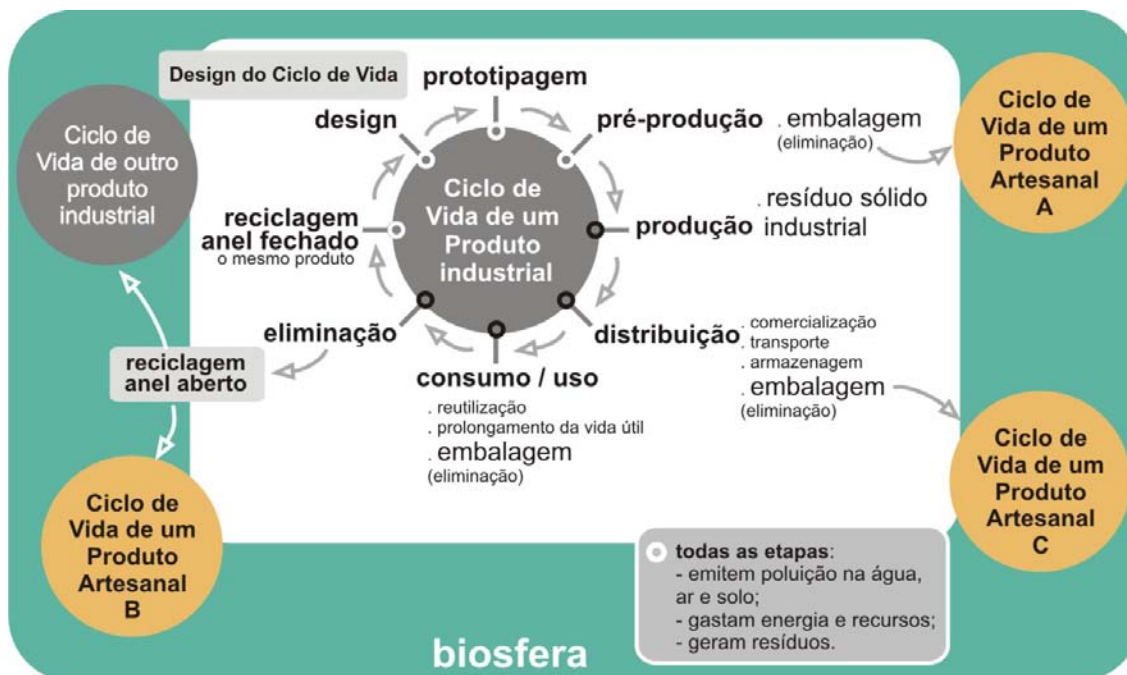 Design do Ciclo de Vida
prototipagem
design
pré-produção
. embalagem
(eliminação)
Ciclo de
Vida de um
Produto
Artesanal
A
Ciclo de
Vida de outro
produto
industrial
Ciclo de
Vida de um
Produto
industrial
reciclagem
anel fechado
o mesmo produto
produção
. resíduo sólido
industrial
eliminação
distribuição
. comercialização
. transporte
. armazenagem
. embalagem
(eliminação)
reciclagem
anel aberto
consumo / uso
. reutilização
. prolongamento da vida útil
. embalagem
(eliminação)
Ciclo de
Vida de um
Produto
Artesanal
C
Ciclo de
Vida de um
Produto
Artesanal
B
todas as etapas:
- emitem poluição na água,
ar e solo;
- gastam energia e recursos;
- geram resíduos.
biosfera